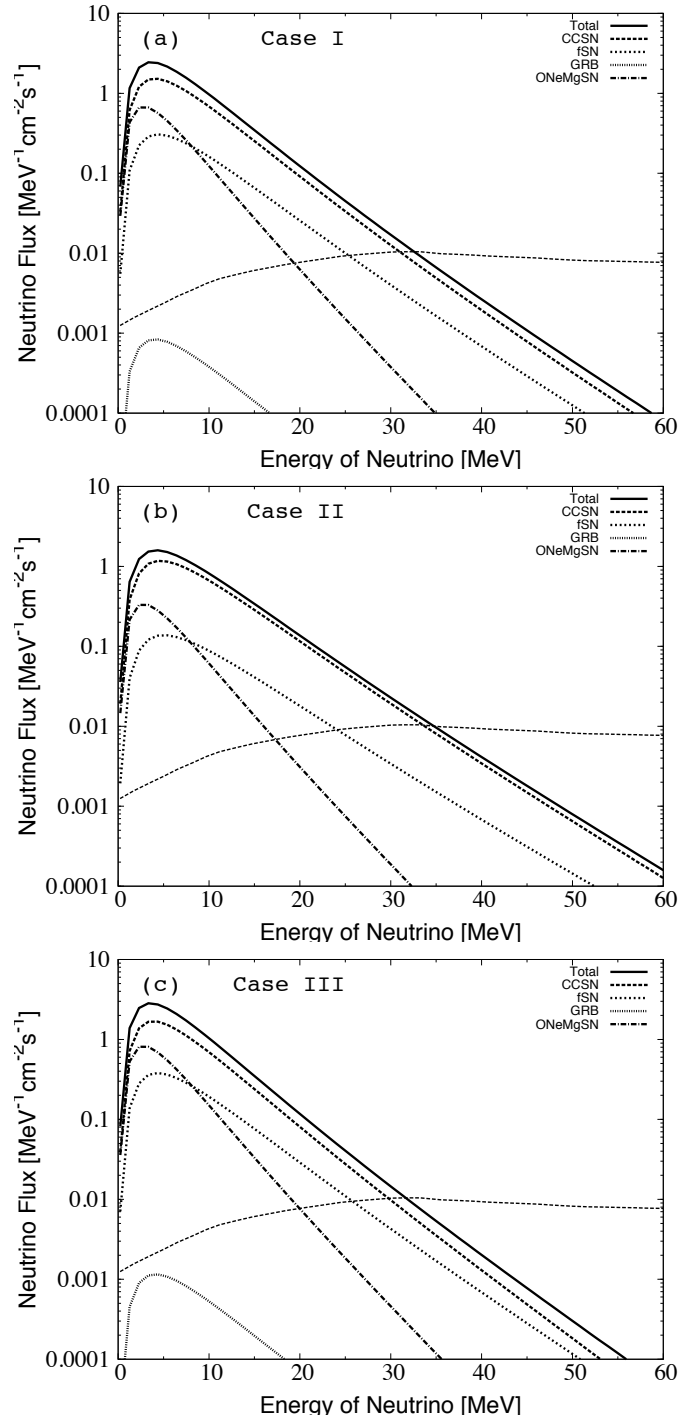 (a) Case I
Total
CCSN
fSN
GRB
ONeMgSN
10
1
0.1
0.01
0.001
0.0001
Neutrino Flux [MeV⁻¹cm⁻²s⁻¹]
0 10 20 30 40 50 60
Energy of Neutrino [MeV]
(b) Case II
Total
CCSN
fSN
GRB
ONeMgSN
10
1
0.1
0.01
0.001
0.0001
Neutrino Flux [MeV⁻¹cm⁻²s⁻¹]
0 10 20 30 40 50 60
Energy of Neutrino [MeV]
(c) Case III
Total
CCSN
fSN
GRB
ONeMgSN
10
1
0.1
0.01
0.001
0.0001
Neutrino Flux [MeV⁻¹cm⁻²s⁻¹]
0 10 20 30 40 50 60
Energy of Neutrino [MeV]